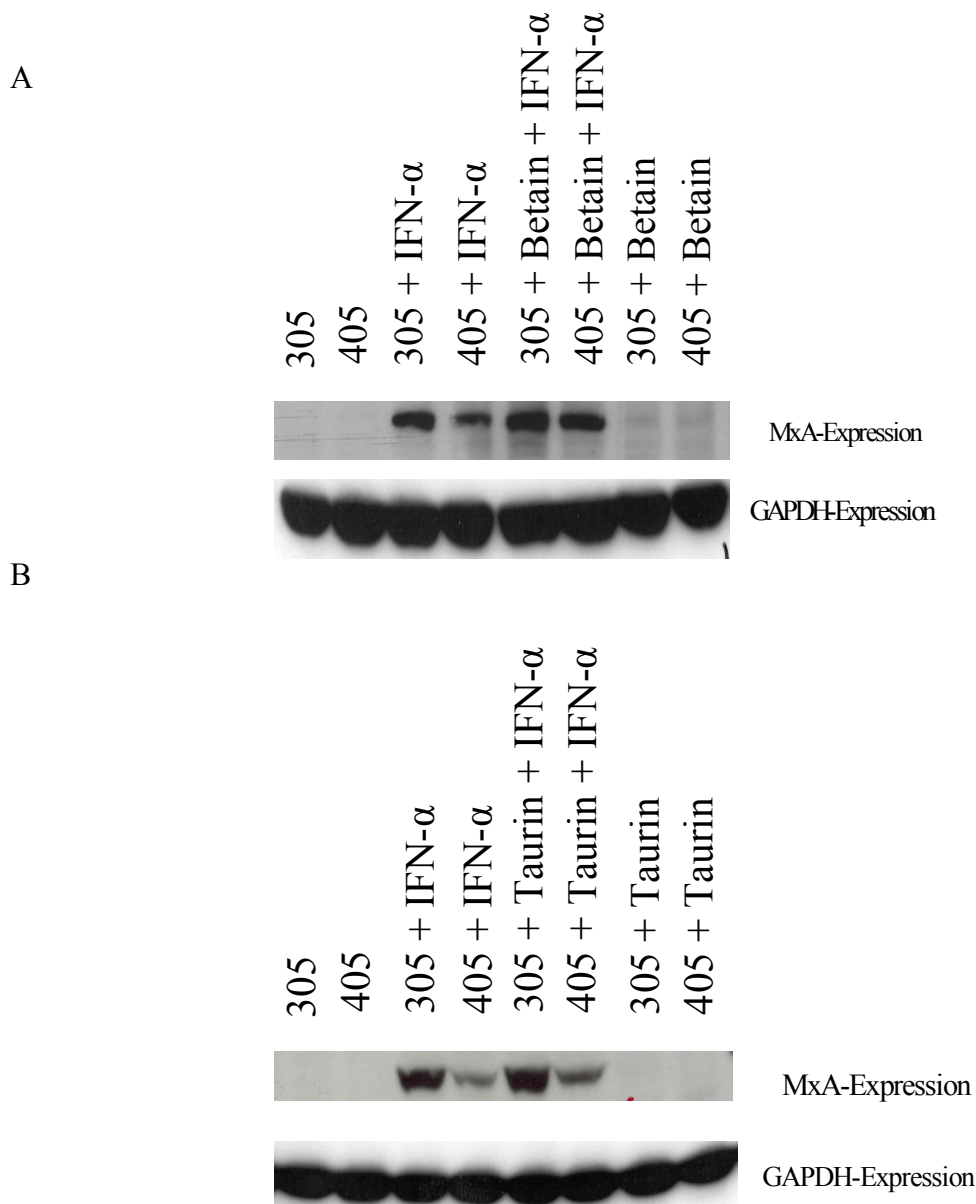 A
305
405
305 + IFN-α
405 + IFN-α
305 + Betain + IFN-α
405 + Betain + IFN-α
305 + Betain
405 + Betain
MxA-Expression
GAPDH-Expression
B
305
405
305 + IFN-α
405 + IFN-α
305 + Taurin + IFN-α
405 + Taurin + IFN-α
305 + Taurin
405 + Taurin
MxA-Expression
GAPDH-Expression